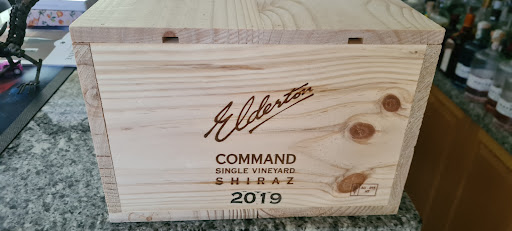 Elderton
COMMAND
SINGLE VINEYARD
SHIRAZ
2019